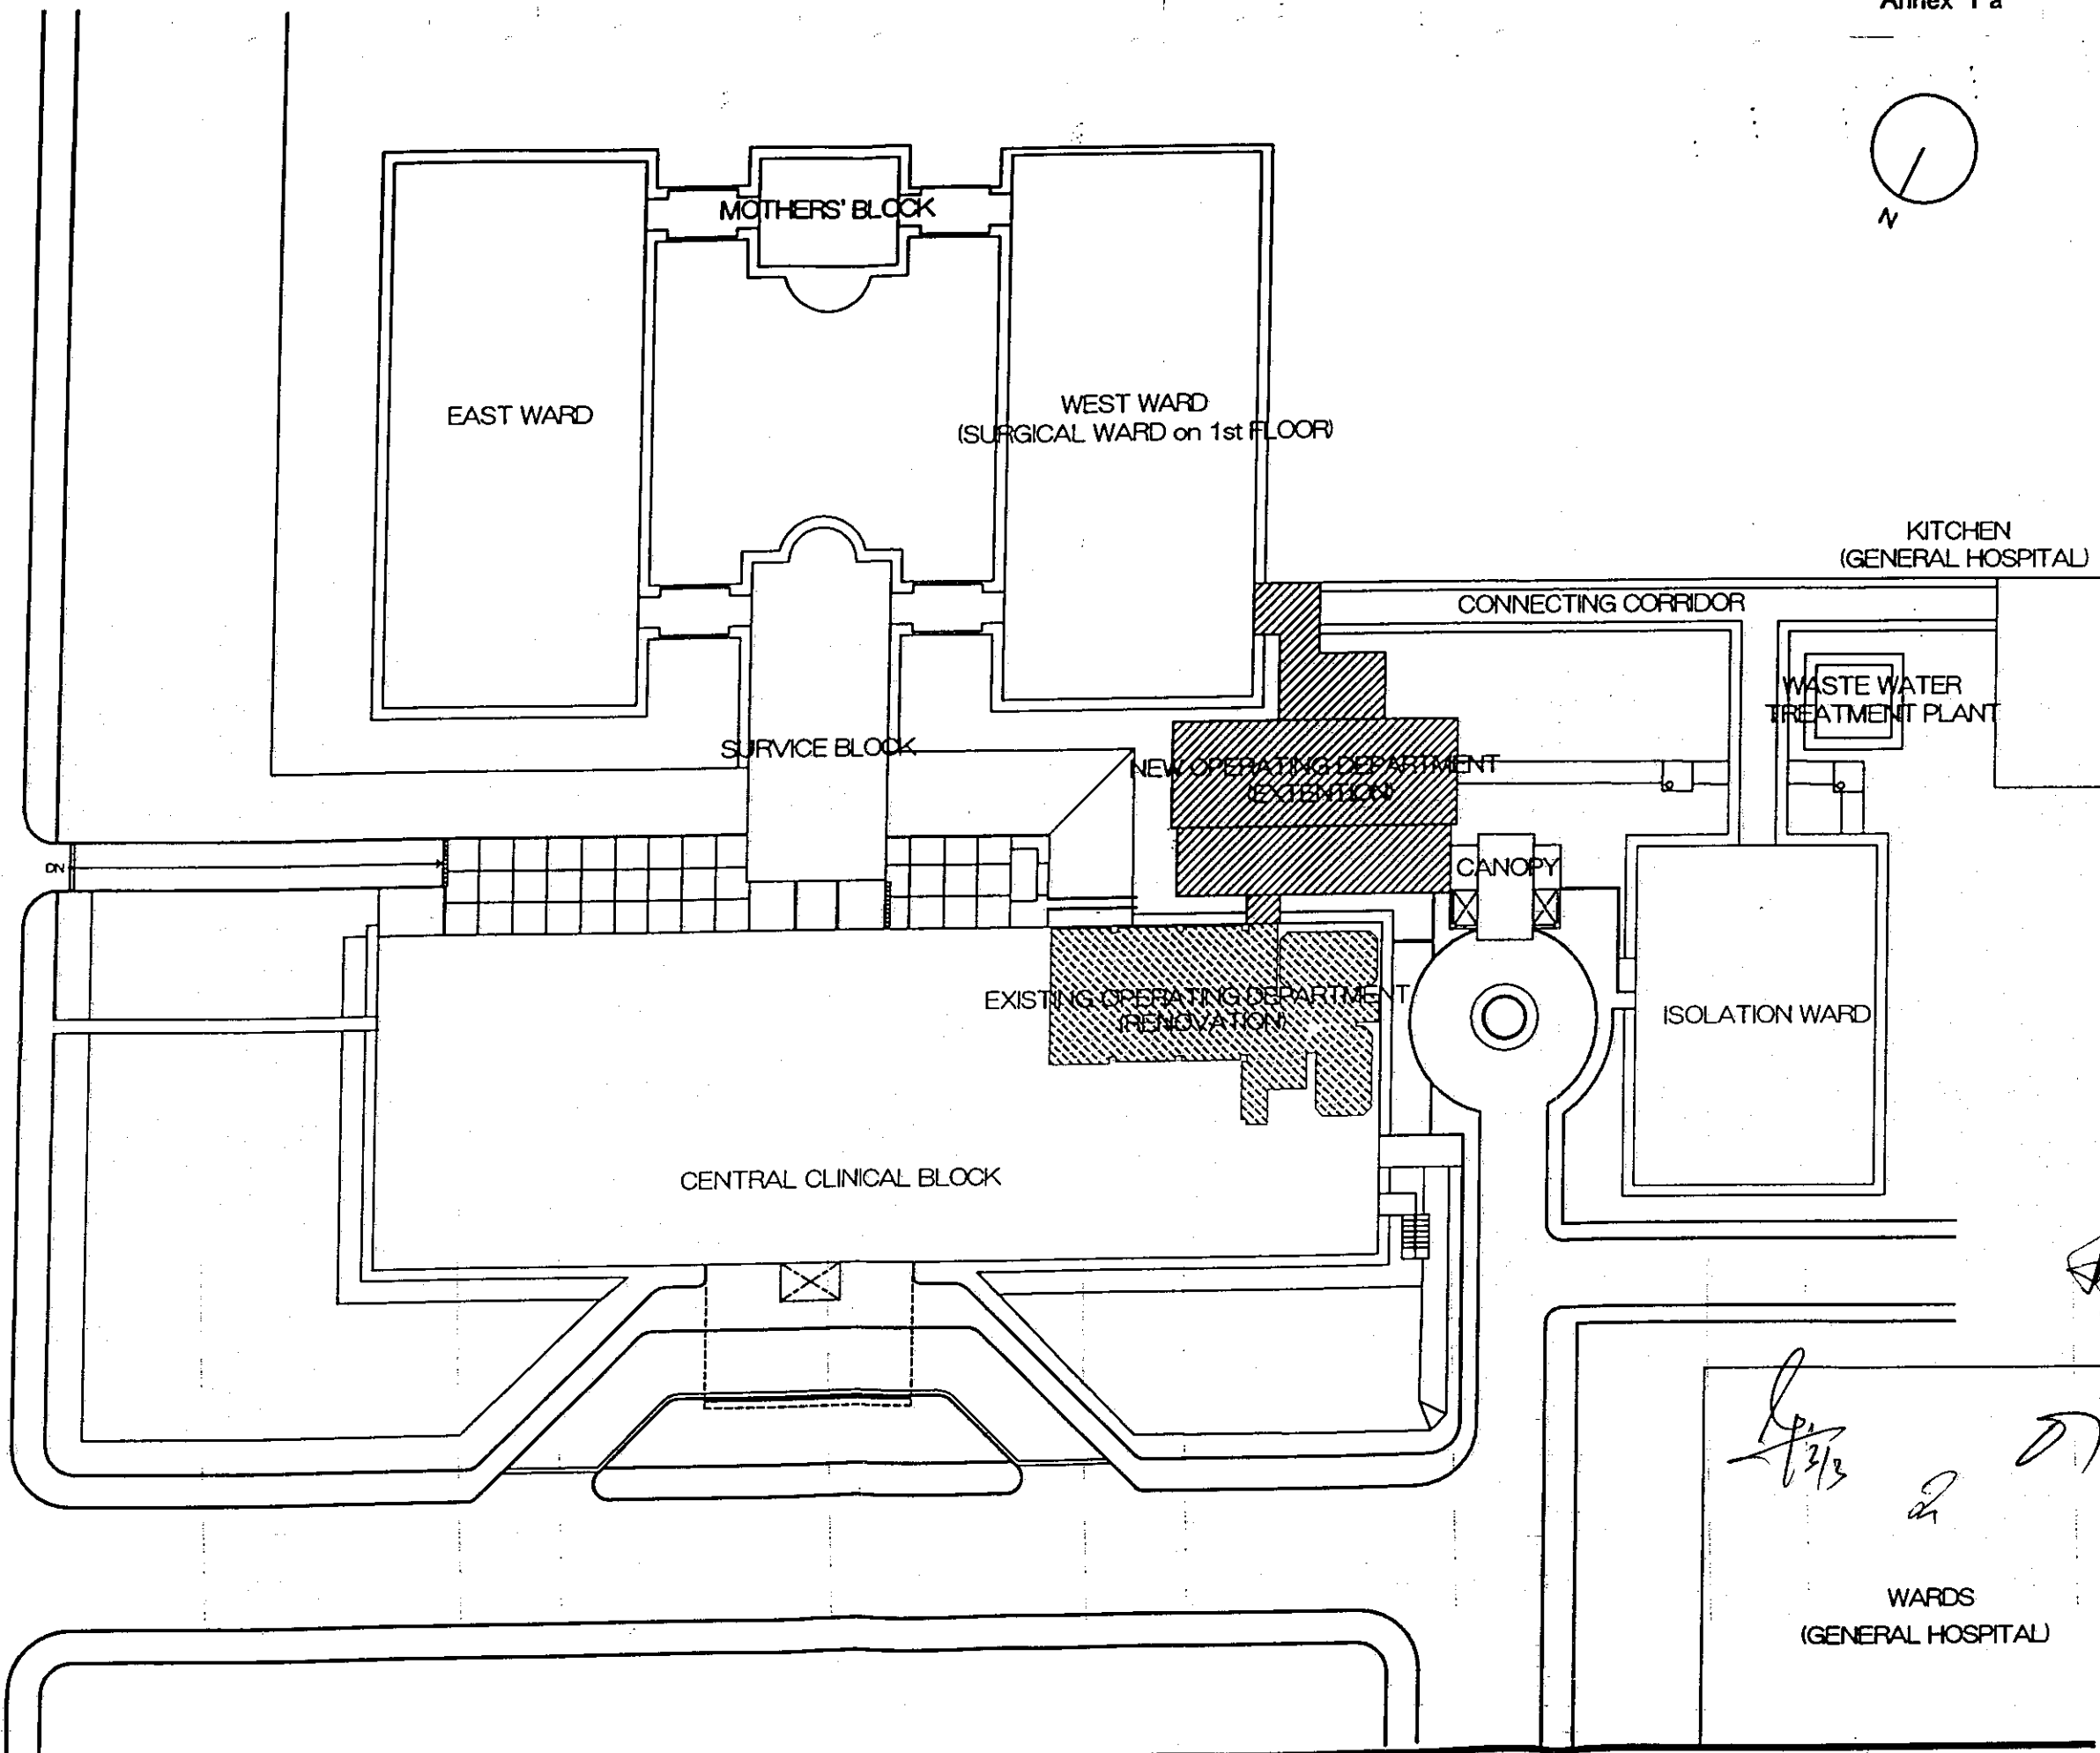 Annex 1 a
N
MOTHERS' BLOCK
EAST WARD
WEST WARD
(SURGICAL WARD on 1st FLOOR)
KITCHEN
(GENERAL HOSPITAL)
CONNECTING CORRIDOR
WASTE WATER
TREATMENT PLANT
SURVICE BLOCK
NEW OPERATING DEPARTMENT
(EXTENTION)
DN
CANOPY
EXISTING OPERATING DEPARTMENT
(RENOVATION)
ISOLATION WARD
CENTRAL CLINICAL BLOCK
WARDS
(GENERAL HOSPITAL)